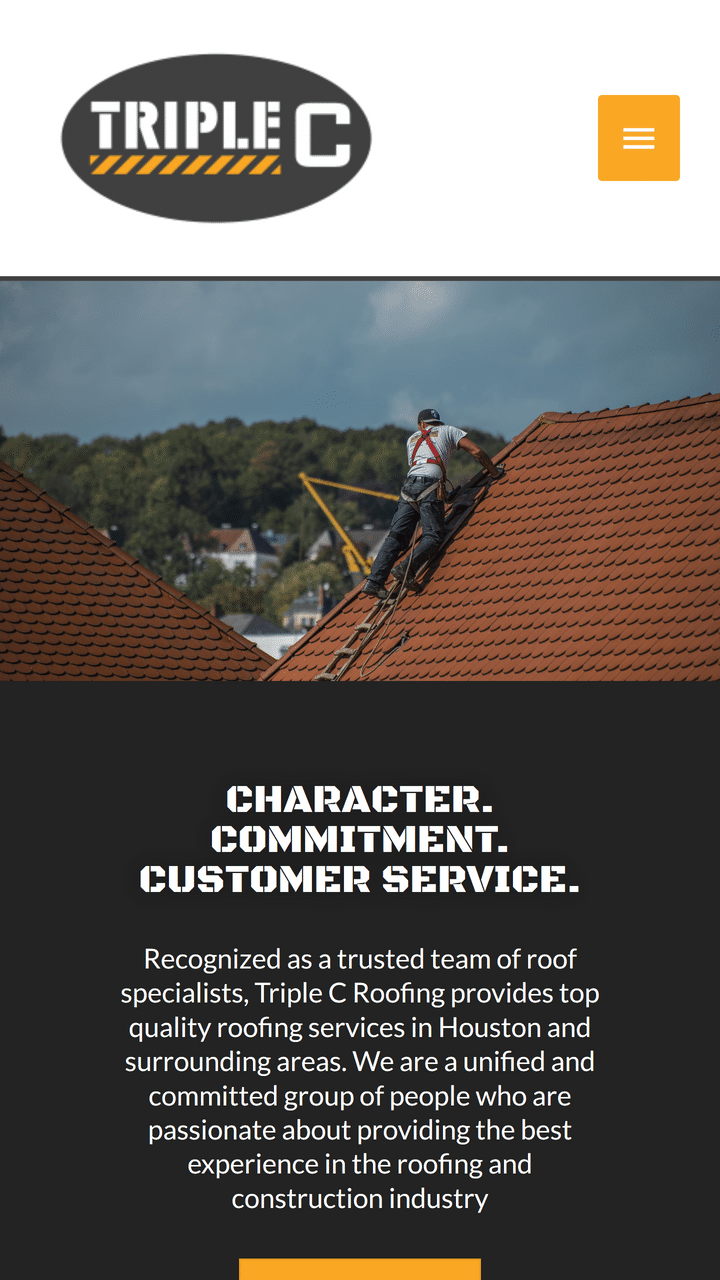 TRIPLE C
CHARACTER.
COMMITMENT.
CUSTOMER SERVICE.
Recognized as a trusted team of roof
specialists, Triple C Roofing provides top
quality roofing services in Houston and
surrounding areas. We are a unified and
committed group of people who are
passionate about providing the best
experience in the roofing and
construction industry